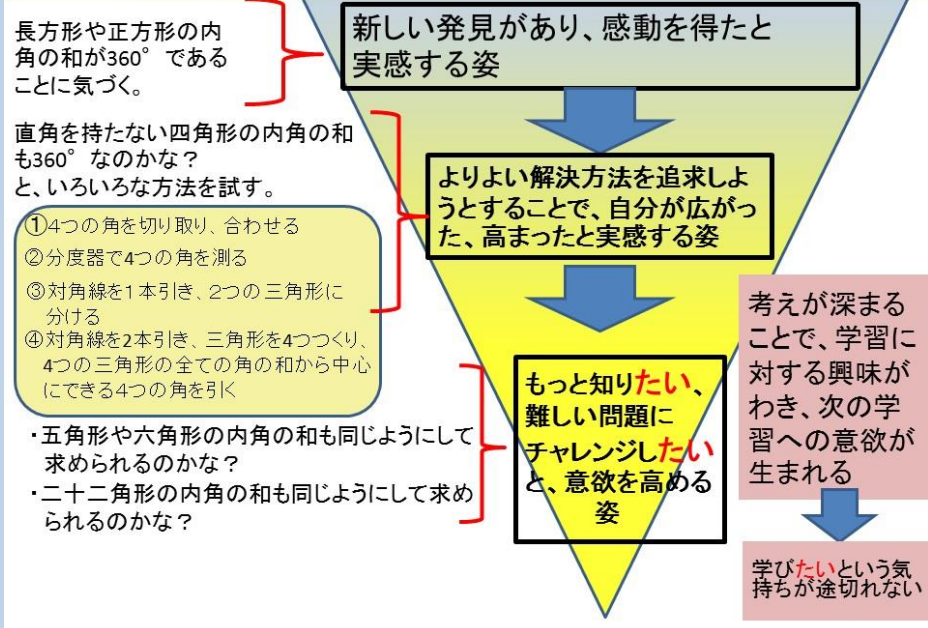 長方形や正方形の内
角の和が360°である
ことに気づく。
新しい発見があり、感動を得たと
実感する姿
直角を持たない四角形の内角の和
も360°なのかな？
と、いろいろな方法を試す。
①4つの角を切り取り、合わせる
②分度器で4つの角を測る
③対角線を1本引き、2つの三角形に
分ける
④対角線を2本引き、三角形を4つつくり、
4つの三角形の全ての角の和から中心
にできる4つの角を引く
よりよい解決方法を追求しよ
うとすることで、自分が広がっ
た、高まったと実感する姿
・五角形や六角形の内角の和も同じようにして
求められるのかな？
・二十二角形の内角の和も同じようにして求め
られるのかな？
もっと知りたい、
難しい問題に
チャレンジしたい
と、意欲を高める
姿
考えが深まる
ことで、学習に
対する興味が
わき、次の学
習への意欲が
生まれる
学びたいという気
持ちが途切れない